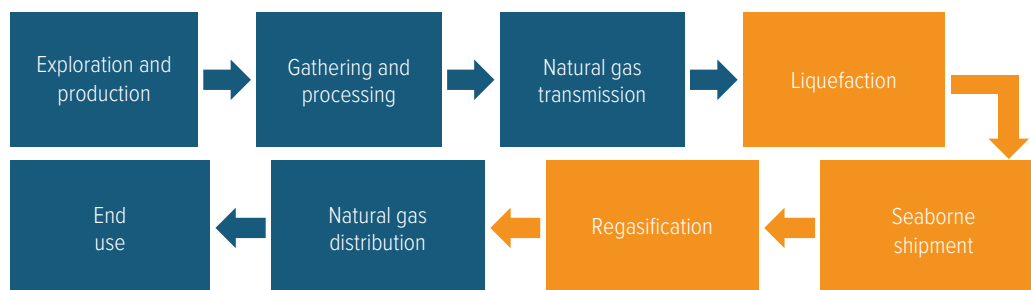 Exploration and
production
Gathering and
processing
Natural gas
transmission
Liquefaction
Seaborne
shipment
Regasification
Natural gas
distribution
End
use